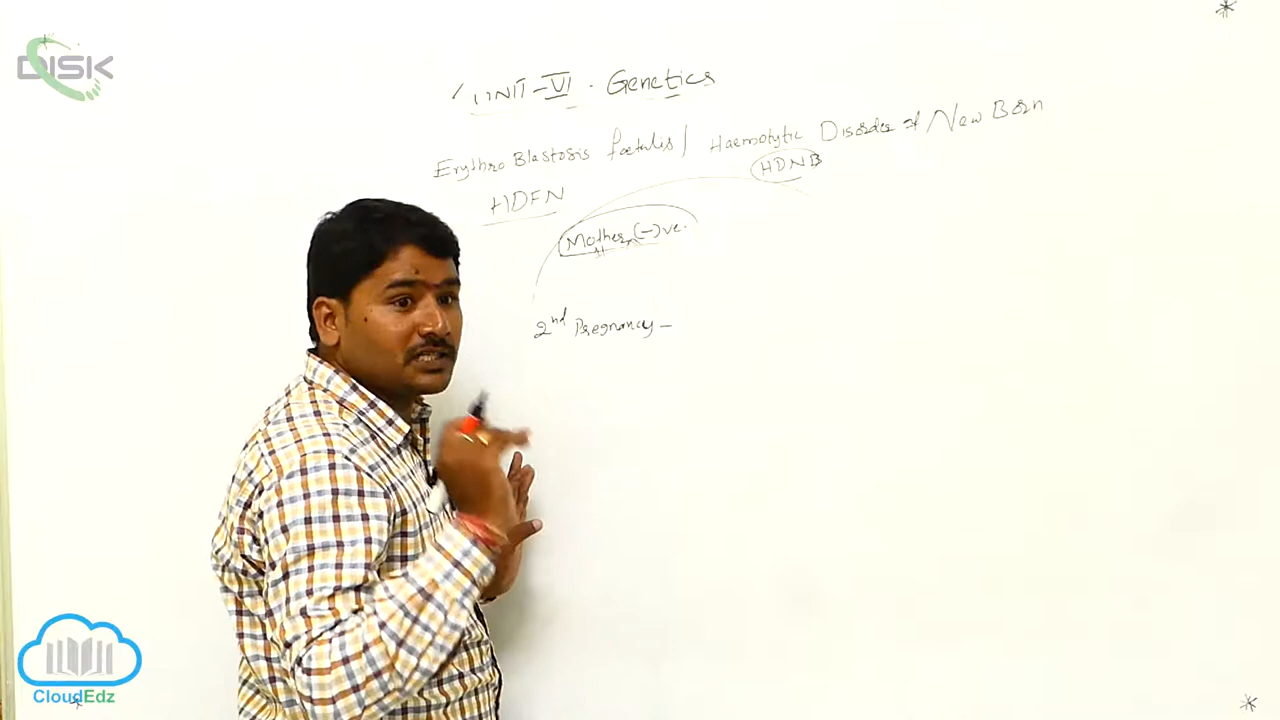 DISK
UNIT-VI . Genetics
Erythro Blastosis foetalis / Haemolytic Disorder of New Born
HDFN
HDNB
Mother (-)ve.
2nd Pregnancy -
CloudEdz